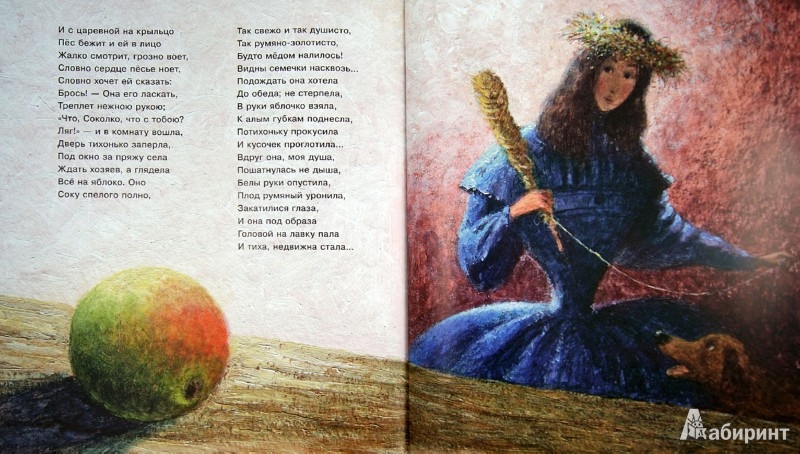 И с царевной на крыльцо
Пёс бежит и ей в лицо
Жалко смотрит, грозно воет,
Словно сердце пёсье ноет,
Словно хочет ей сказать:
Брось! — Она его ласкать,
Треплет нежною рукою;
«Что, Соколко, что с тобою?
Ляг!» — и в комнату вошла,
Дверь тихонько заперла,
Под окно за пряжу села
Ждать хозяев, а глядела
Всё на яблоко. Оно
Соку спелого полно,
Так свежо и так душисто,
Так румяно-золотисто,
Будто мёдом налилось!
Видны семечки насквозь...
Подождать она хотела
До обеда; не стерпела,
В руки яблочко взяла,
К алым губкам поднесла,
Потихоньку прокусила
И кусочек проглотила...
Вдруг она, моя душа,
Пошатнулась не дыша,
Белы руки опустила,
Плод румяный уронила,
Закатилися глаза,
И она под образа
Головой на лавку пала
И тиха, недвижна стала...
Лабиринт